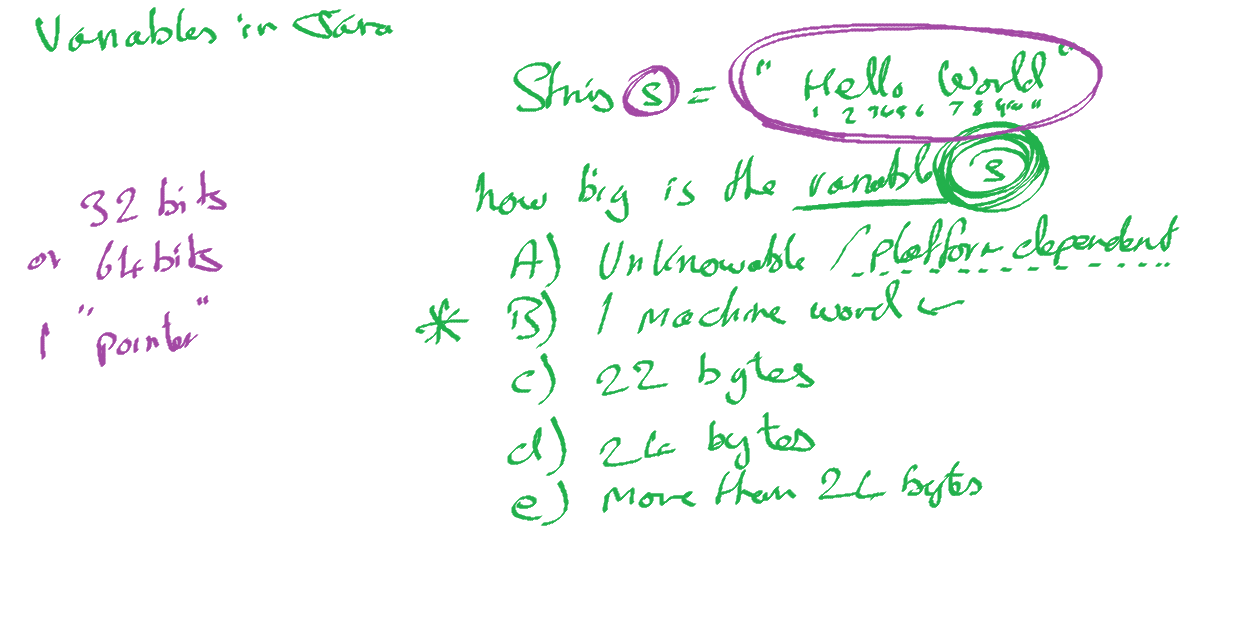 Variables in Java
String s = "Hello World"
1 2 3 4 5 6 7 8 9 10 11
how big is the variable s
A) Unknowable / platform dependent
* B) 1 machine word ←
c) 22 bytes
d) 24 bytes
e) more than 24 bytes
32 bits
or 64 bits
1 "pointer"